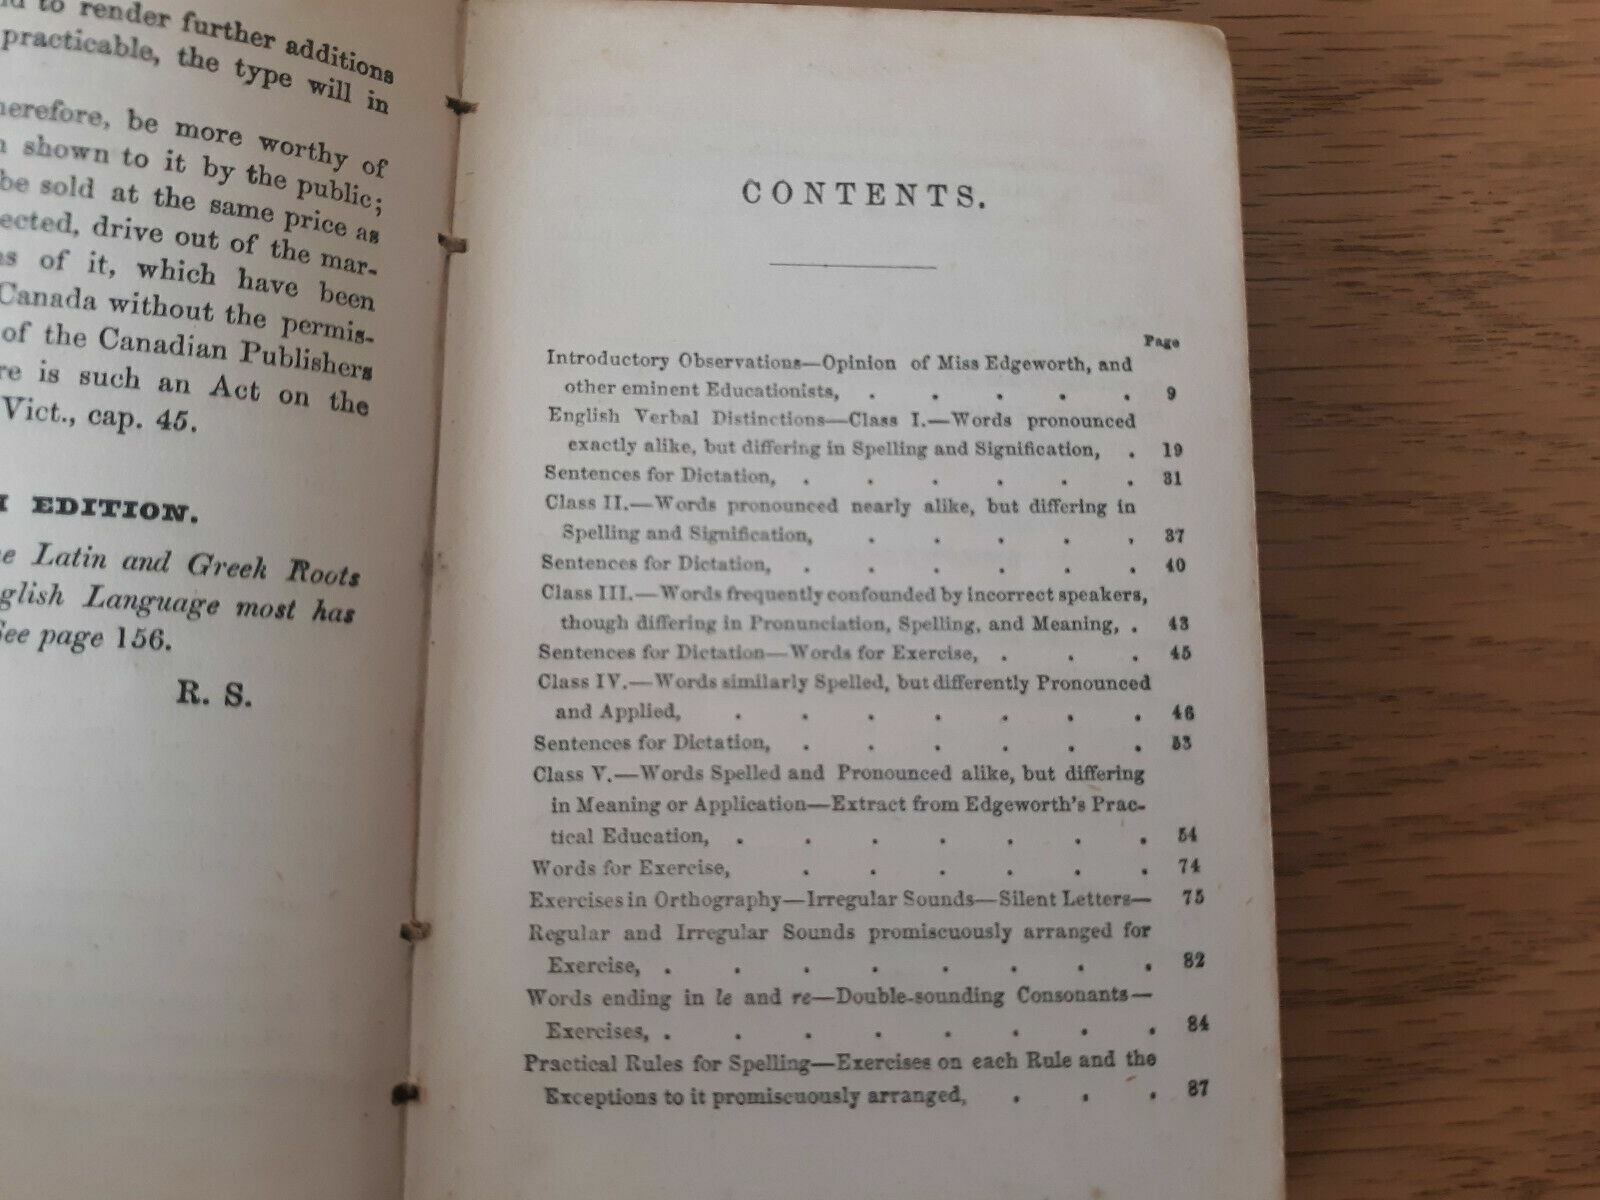 to render further additions
practicable, the type will in
be more worthy of
shown to it by the public;
be sold at the same price as
drive out of the mar-
of it, which have been
Canada without the permis-
of the Canadian Publishers
is such an Act on the
Vict., cap. 45.
EDITION.
Latin and Greek Roots
Language most has
See page 156.
R. S.
CONTENTS.
Page
Introductory Observations—Opinion of Miss Edgeworth, and
other eminent Educationists, . . . . . 9
English Verbal Distinctions—Class I.—Words pronounced
exactly alike, but differing in Spelling and Signification, . 19
Sentences for Dictation, . . . . . . 31
Class II.—Words pronounced nearly alike, but differing in
Spelling and Signification, . . . . , 37
Sentences for Dictation, . . . . . . 40
Class III.—Words frequently confounded by incorrect speakers,
though differing in Pronunciation, Spelling, and Meaning, . 43
Sentences for Dictation—Words for Exercise, . . . 45
Class IV.—Words similarly Spelled, but differently Pronounced
and Applied, . . . . . . . 46
Sentences for Dictation, . . . . . . 53
Class V.—Words Spelled and Pronounced alike, but differing
in Meaning or Application—Extract from Edgeworth's Prac-
tical Education, . . . . . . . 54
Words for Exercise, . . . . . . 74
Exercises in Orthography—Irregular Sounds—Silent Letters— 75
Regular and Irregular Sounds promiscuously arranged for
Exercise, . . . . . . . . 82
Words ending in le and re—Double-sounding Consonants—
Exercises, . . . . . . . . 84
Practical Rules for Spelling—Exercises on each Rule and the
Exceptions to it promiscuously arranged, . . . 87